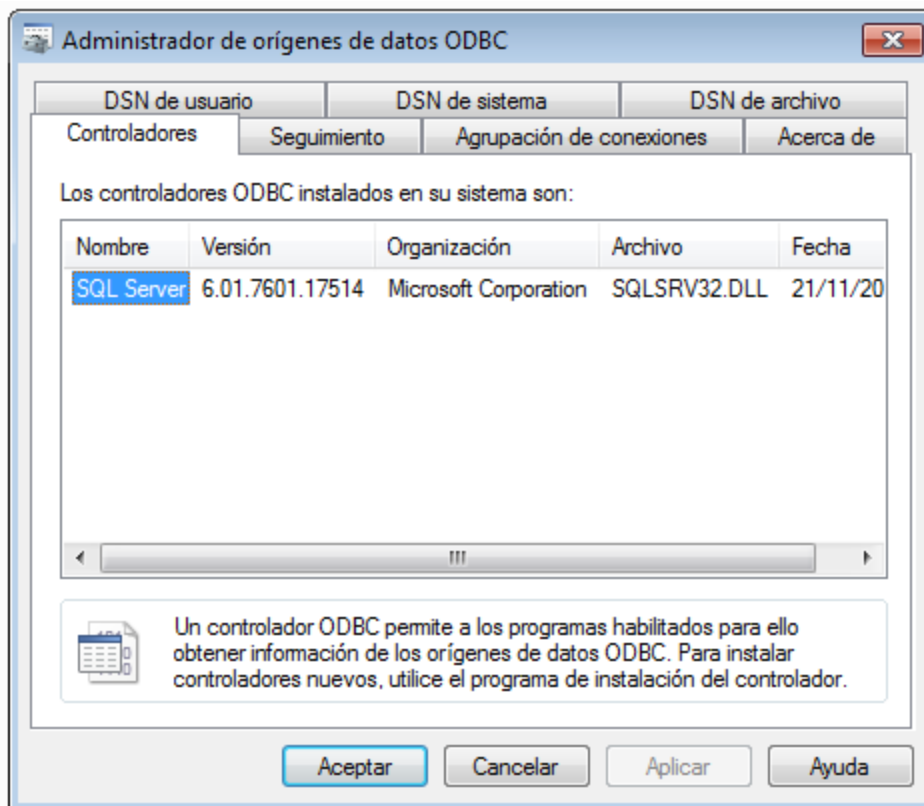 Administrador de orígenes de datos ODBC
DSN de usuario DSN de sistema DSN de archivo
Controladores Seguimiento Agrupación de conexiones Acerca de
Los controladores ODBC instalados en su sistema son:
Nombre Versión Organización Archivo Fecha
SQL Server 6.01.7601.17514 Microsoft Corporation SQLSRV32.DLL 21/11/20
Un controlador ODBC permite a los programas habilitados para ello
obtener información de los orígenes de datos ODBC. Para instalar
controladores nuevos, utilice el programa de instalación del controlador.
Aceptar Cancelar Aplicar Ayuda